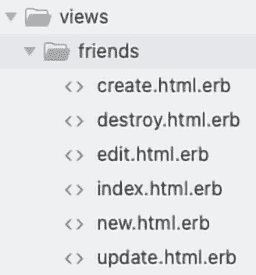 views
friends
<> create.html.erb
<> destroy.html.erb
<> edit.html.erb
<> index.html.erb
<> new.html.erb
<> update.html.erb